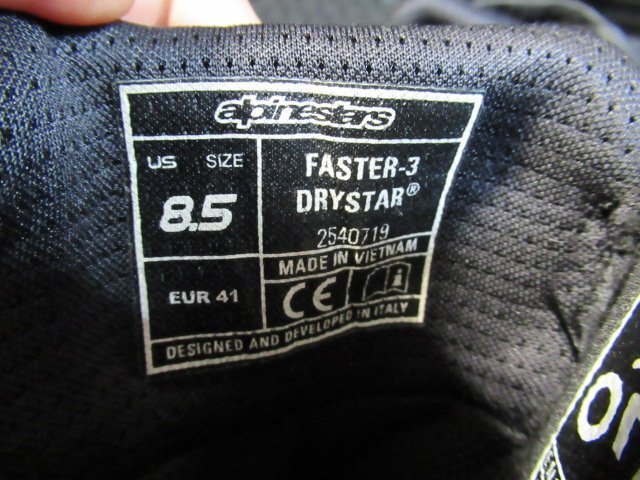 alpinestars
US SIZE
8.5
EUR 41
FASTER-3
DRYSTAR®
2540719
MADE IN VIETNAM
CE
DESIGNED AND DEVELOPED IN ITALY